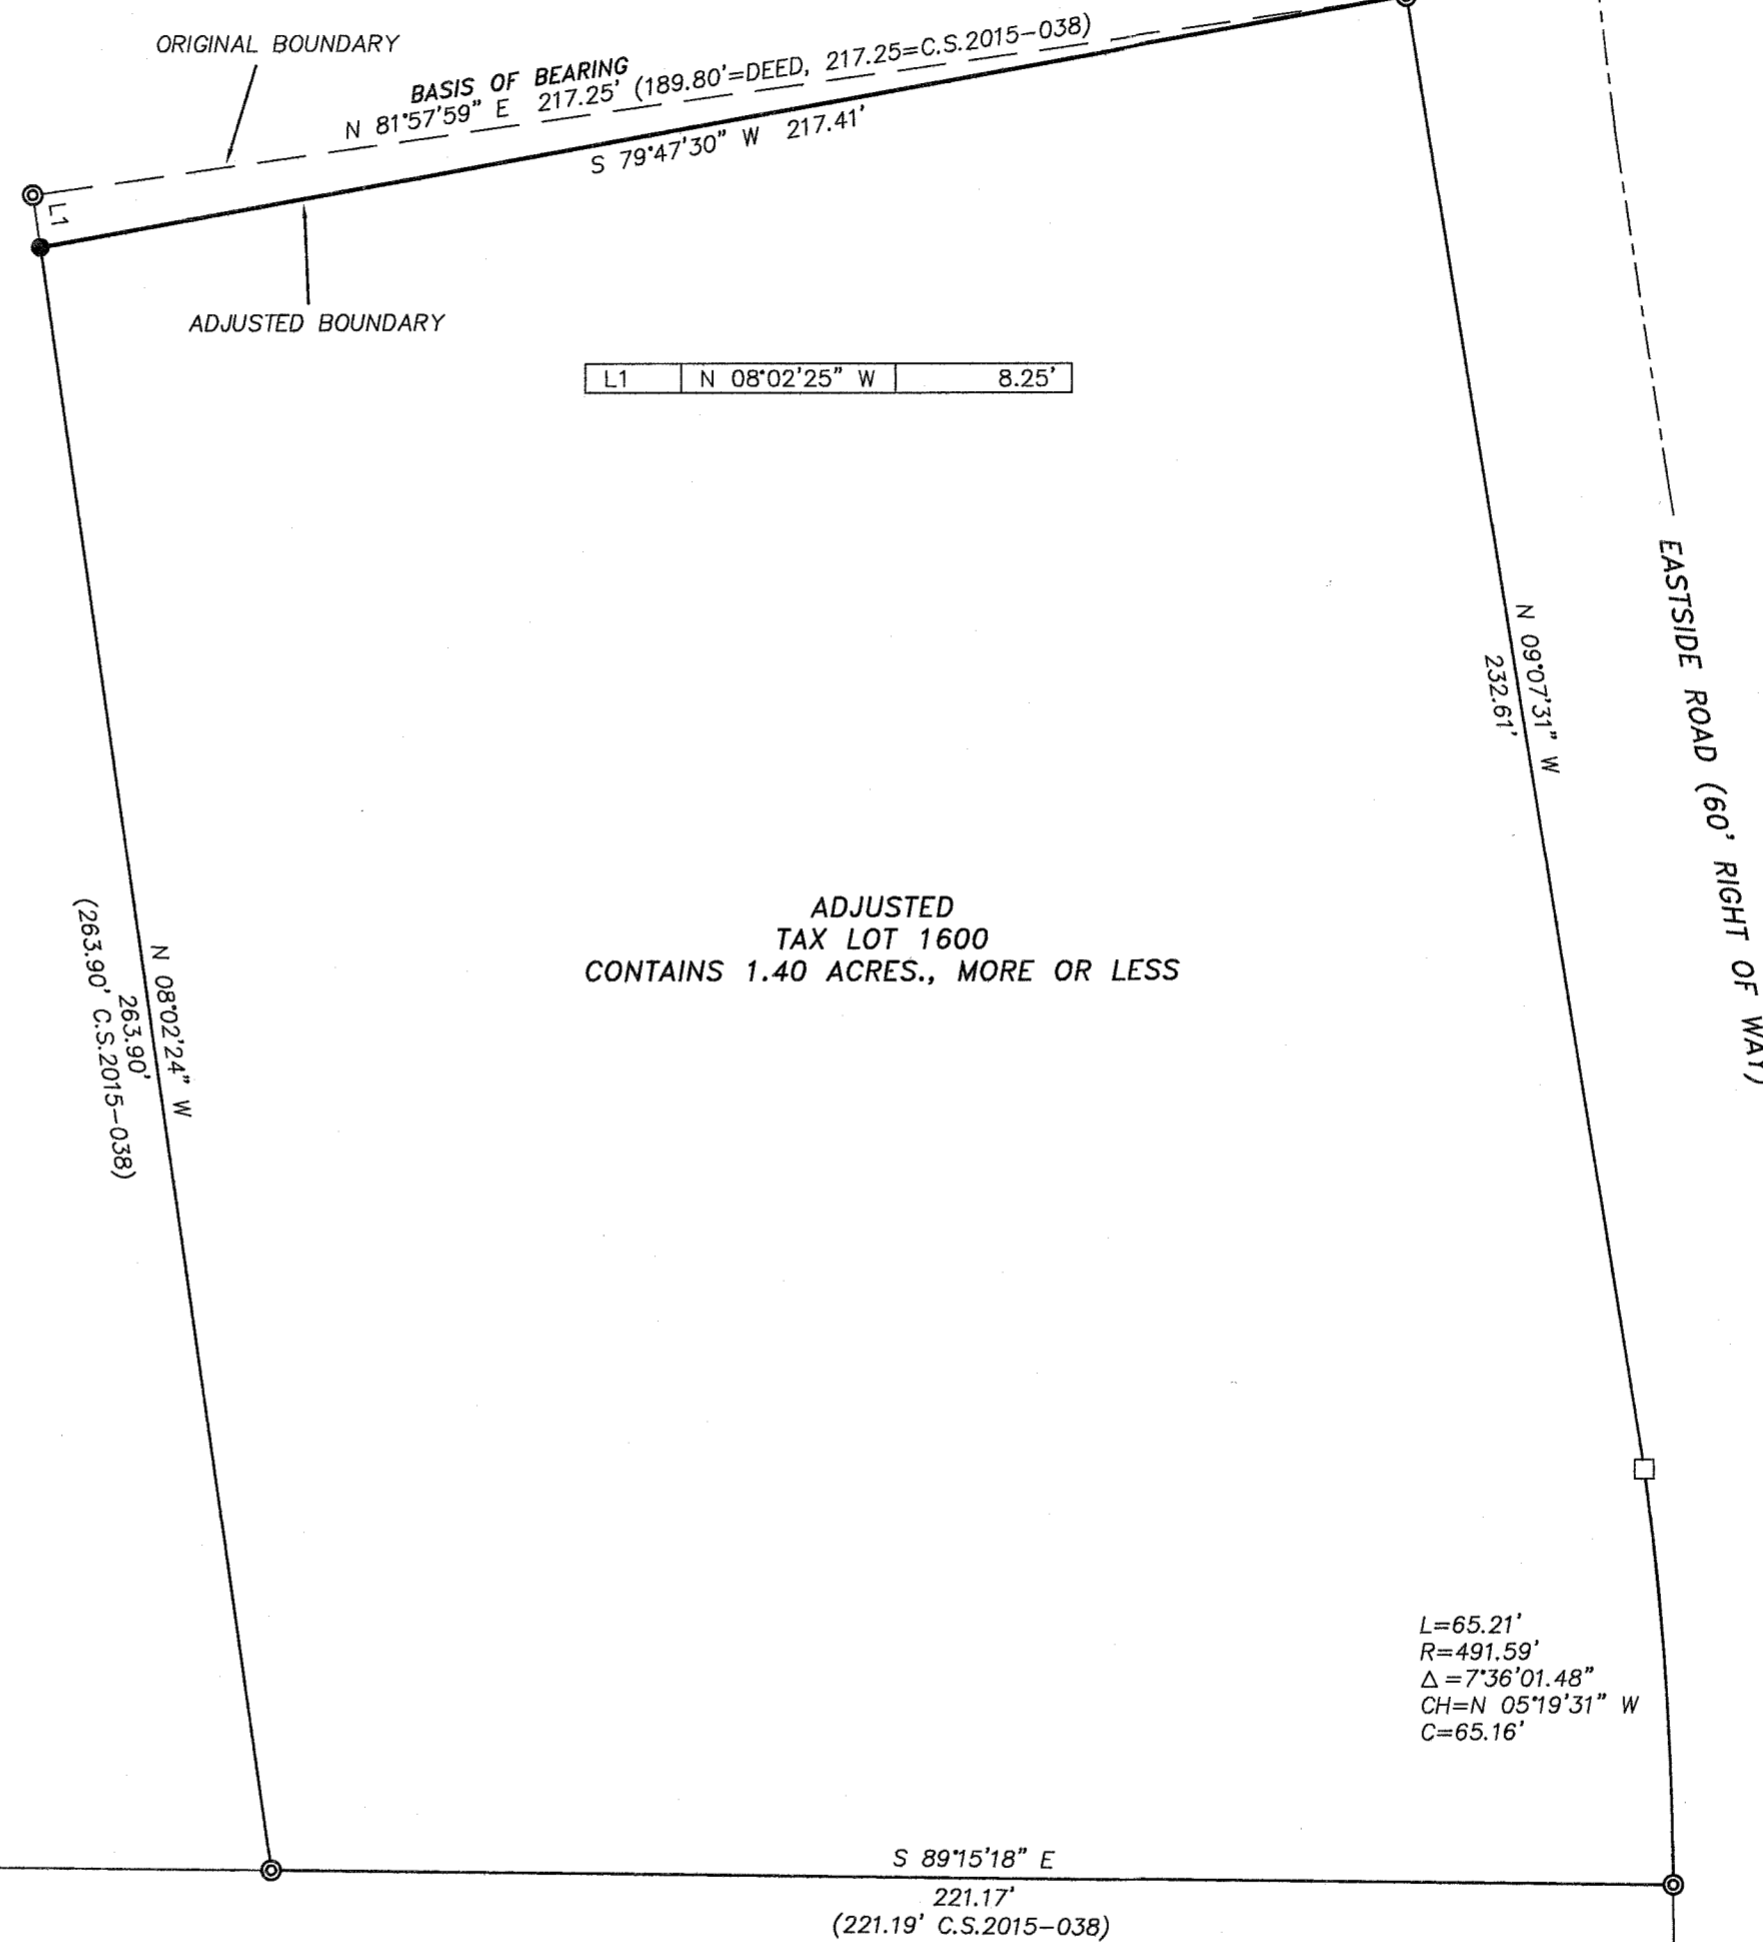 ORIGINAL BOUNDARY
BASIS OF BEARING
N 81°57'59" E 217.25' (189.80'=DEED, 217.25=C.S.2015-038)
S 79°47'30" W 217.41'
L1
ADJUSTED BOUNDARY
L1 N 08°02'25" W 8.25'
N 09°07'31" W
232.61'
EASTSIDE ROAD (60' RIGHT OF WAY)
ADJUSTED
TAX LOT 1600
CONTAINS 1.40 ACRES., MORE OR LESS
N 08°02'24" W
263.90'
(263.90' C.S.2015-038)
L=65.21'
R=491.59'
Δ=7°36'01.48"
CH=N 05°19'31" W
C=65.16'
S 89°15'18" E
221.17'
(221.19' C.S.2015-038)